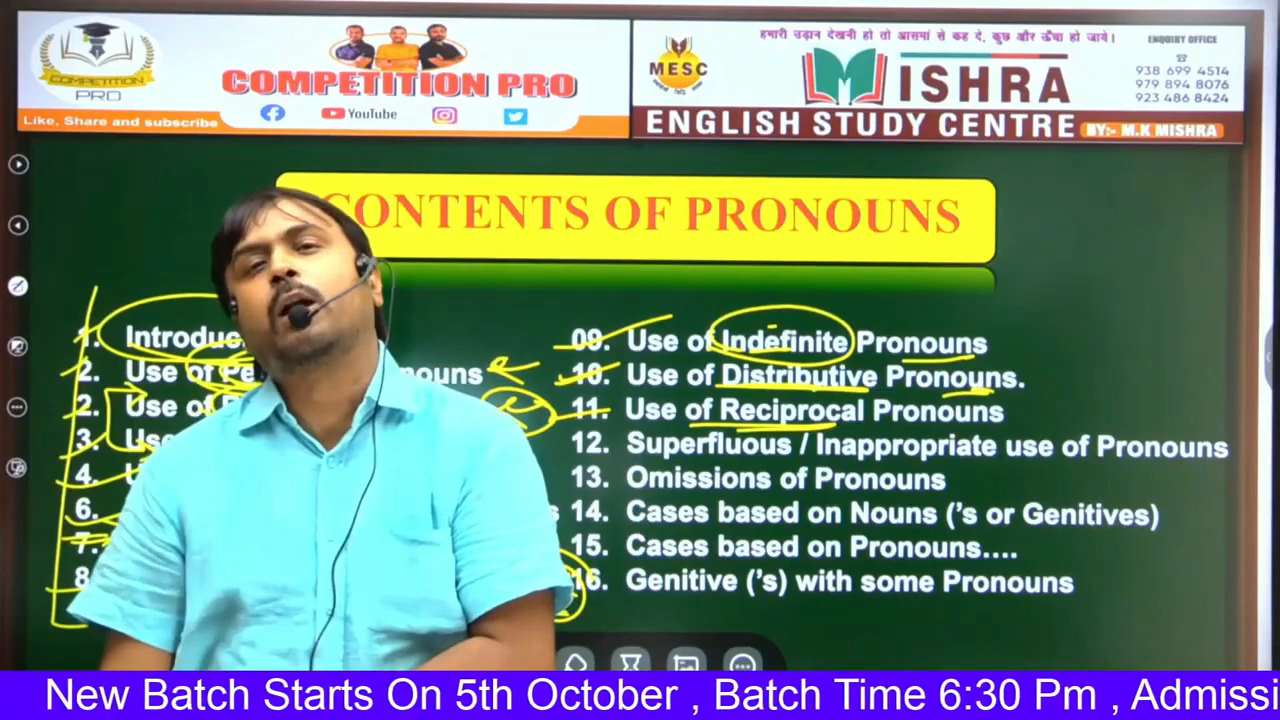 COMPETITION
PRO
COMPETITION PRO
Like, Share and subscribe
YouTube
MESC
हमारी उड़ान देखनी हो तो आसमां से कह दे, कुछ और ऊँचा हो जाये।
ISHRA
ENGLISH STUDY CENTRE
BY:- M.K MISHRA
ENQUIRY OFFICE
938 699 4514
979 894 8076
923 486 8424
CONTENTS OF PRONOUNS
1.
2. Use of
2. Use of
3. Use
4.
6.
7.
8
09. Use of Indefinite Pronouns
10. Use of Distributive Pronouns.
11. Use of Reciprocal Pronouns
12. Superfluous / Inappropriate use of Pronouns
13. Omissions of Pronouns
14. Cases based on Nouns ('s or Genitives)
15. Cases based on Pronouns....
16. Genitive ('s) with some Pronouns
New Batch Starts On 5th October , Batch Time 6:30 Pm , Admissi